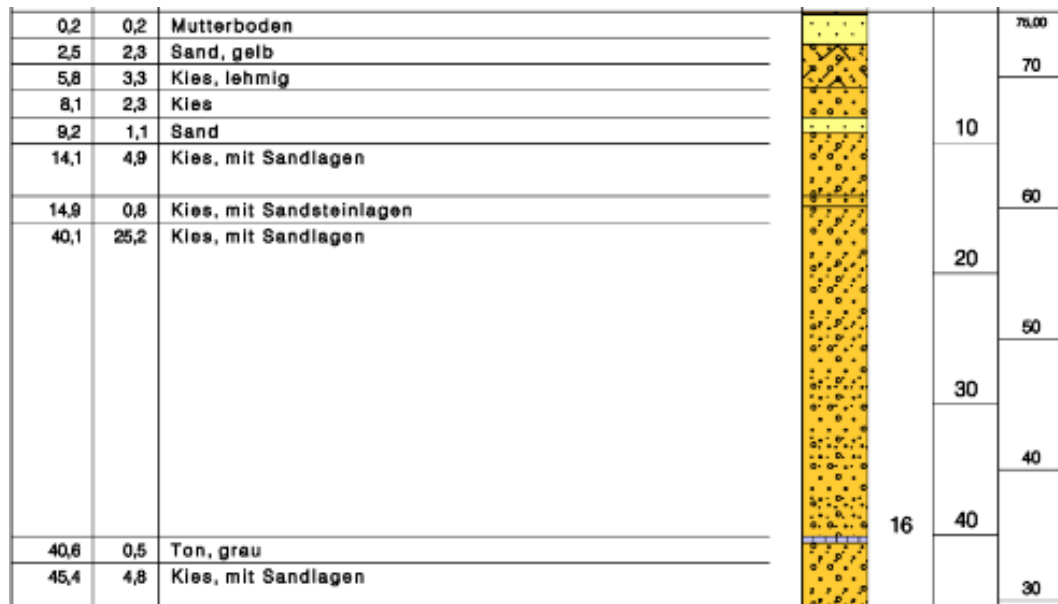 0,2 0,2 Mutterboden 75,00
2,5 2,3 Sand, gelb 70
5,8 3,3 Kies, lehmig
8,1 2,3 Kies
9,2 1,1 Sand 10
14,1 4,9 Kies, mit Sandlagen
14,9 0,8 Kies, mit Sandsteinlagen 60
40,1 25,2 Kies, mit Sandlagen
20
50
30
40
16 40
40,6 0,5 Ton, grau
45,4 4,8 Kies, mit Sandlagen 30